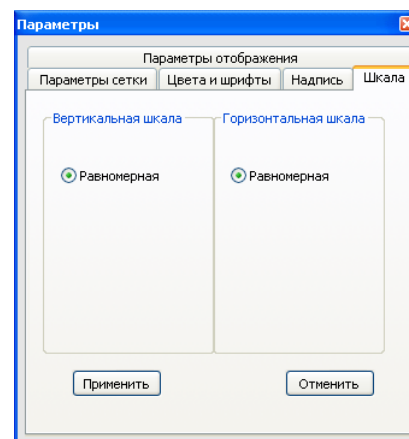 Параметры
Параметры отображения
Параметры сетки Цвета и шрифты Надпись Шкала
Вертикальная шкала Горизонтальная шкала
Равномерная Равномерная
Применить Отменить